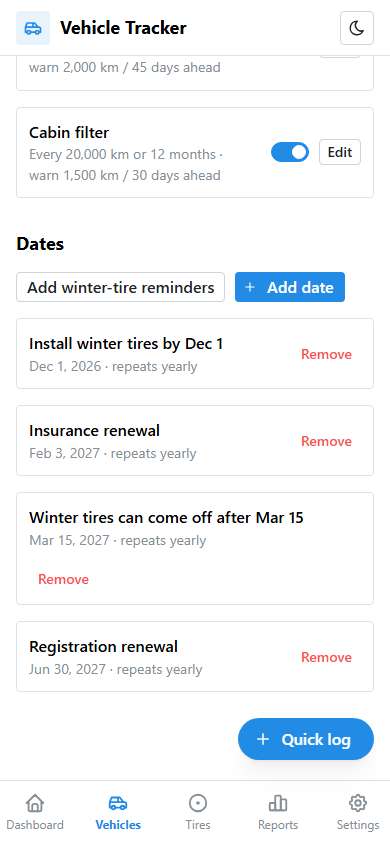 Vehicle Tracker
warn 2,000 km / 45 days ahead
Cabin filter
Every 20,000 km or 12 months ·
warn 1,500 km / 30 days ahead
Edit
Dates
Add winter-tire reminders
+ Add date
Install winter tires by Dec 1
Dec 1, 2026 · repeats yearly
Remove
Insurance renewal
Feb 3, 2027 · repeats yearly
Remove
Winter tires can come off after Mar 15
Mar 15, 2027 · repeats yearly
Remove
Registration renewal
Jun 30, 2027 · repeats yearly
Remove
+ Quick log
Dashboard
Vehicles
Tires
Reports
Settings